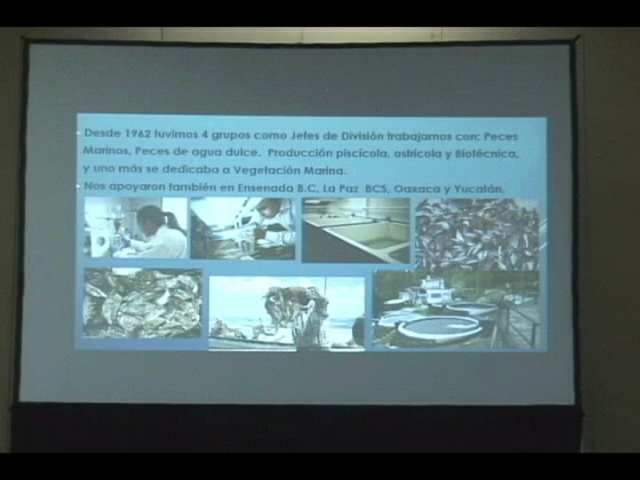 Desde 1962 tuvimos 4 grupos como Jefes de División trabajamos con: Peces
Marinos, Peces de agua dulce. Producción piscícola, ostrícola y Biotécnica,
y uno más se dedicaba a Vegetación Marina.
Nos apoyaron también en Ensenada B.C, La Paz BCS, Oaxaca y Yucatán.